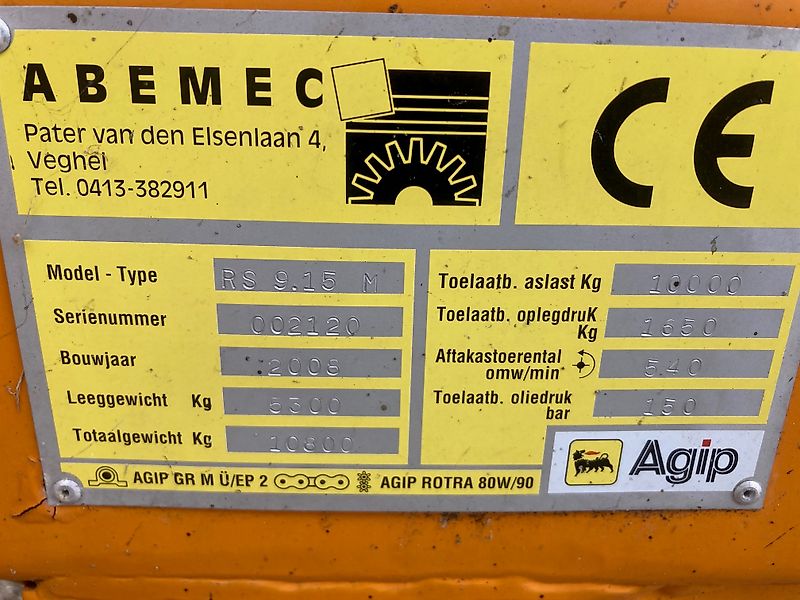 ABEMEC
Pater van den Elsenlaan 4,
Veghel
Tel. 0413-382911
CE
Model - Type RS 9.15 M
Serienummer 002120
Bouwjaar 2008
Leeggewicht Kg 5300
Totaalgewicht Kg 10800
Toelaatb. aslast Kg 10000
Toelaatb. oplegdruK
Kg 1650
Aftakastoerental
omw/min 540
Toelaatb. oliedruk
bar 150
AGIP GR M Ü/EP 2 AGIP ROTRA 80W/90
Agip